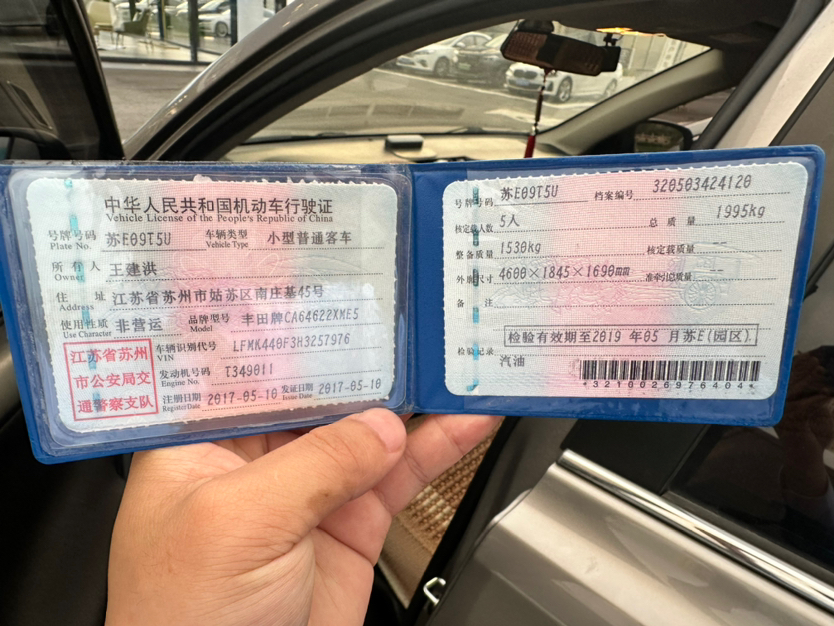 中华人民共和国机动车行驶证
Vehicle License of the People's Republic of China
号牌号码 苏E09T5U 车辆类型 小型普通客车
Plate No. Vehicle Type
所有人 王建洪
Owner
住址 江苏省苏州市姑苏区南庄基45号
Address
使用性质 非营运 品牌型号 丰田牌CA64622XME5
Use Character Model
江苏省苏州
市公安局交
通警察支队
车辆识别代号 LFMK440F3H3257976
VIN
发动机号码 T349011
Engine No.
注册日期 2017-05-10 发证日期 2017-05-10
Register Date Issue Date
号牌号码 苏E09T5U 档案编号 320503424120
核定载人数 5人 总质量 1995kg
整备质量 1530kg 核定载质量 --
外廓尺寸 4600×1845×1690mm 准牵引总质量 --
备注
检验有效期至2019年05月苏E(园区).
检验记录
汽油
*3210026976404*